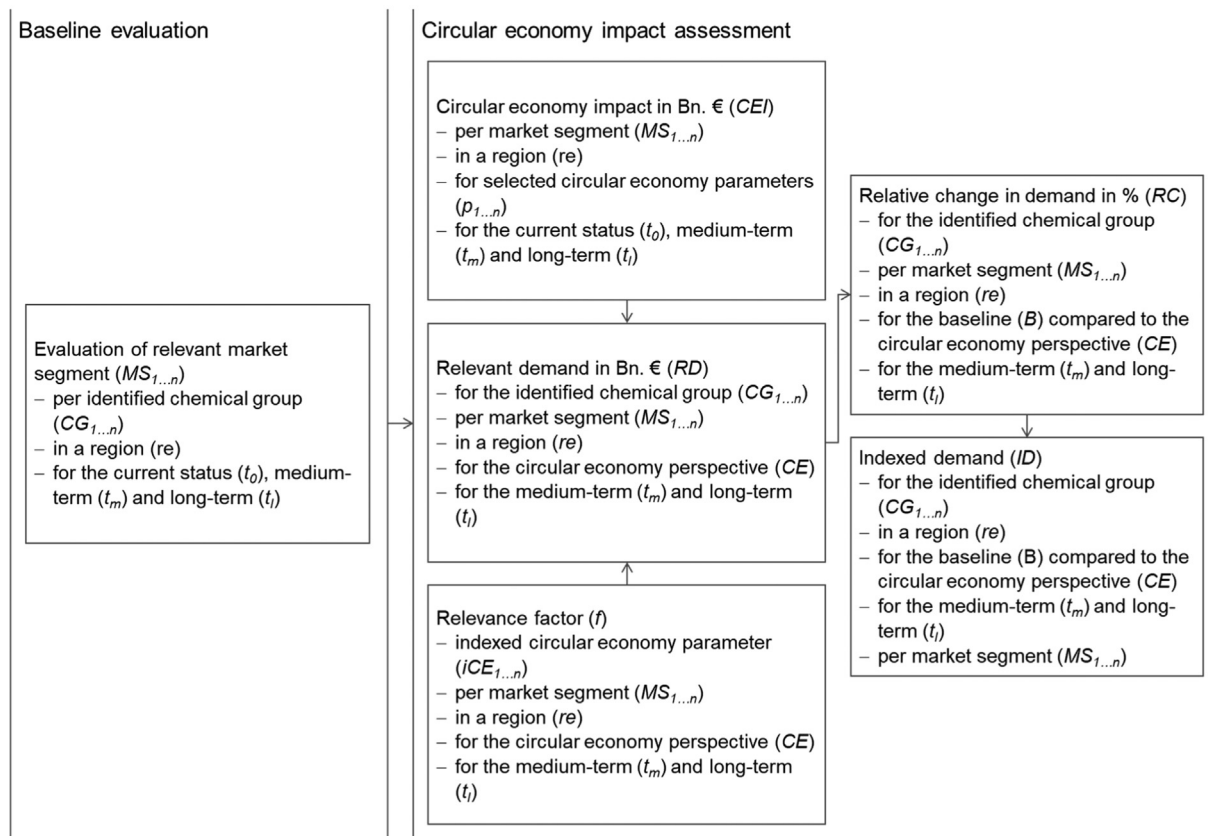 Baseline evaluation
Evaluation of relevant market
segment (MS₁...ₙ)
– per identified chemical group
(CG₁...ₙ)
– in a region (re)
– for the current status (t₀), medium-
term (tₘ) and long-term (tₗ)
Circular economy impact assessment
Circular economy impact in Bn. € (CEI)
– per market segment (MS₁...ₙ)
– in a region (re)
– for selected circular economy parameters
(p₁...ₙ)
– for the current status (t₀), medium-term
(tₘ) and long-term (tₗ)
Relevant demand in Bn. € (RD)
– for the identified chemical group (CG₁...ₙ)
– per market segment (MS₁...ₙ)
– in a region (re)
– for the circular economy perspective (CE)
– for the medium-term (tₘ) and long-term
(tₗ)
Relevance factor (f)
– indexed circular economy parameter
(iCE₁...ₙ)
– per market segment (MS₁...ₙ)
– in a region (re)
– for the circular economy perspective (CE)
– for the medium-term (tₘ) and long-term
(tₗ)
Relative change in demand in % (RC)
– for the identified chemical group
(CG₁...ₙ)
– per market segment (MS₁...ₙ)
– in a region (re)
– for the baseline (B) compared to the
circular economy perspective (CE)
– for the medium-term (tₘ) and long-
term (tₗ)
Indexed demand (ID)
– for the identified chemical group
(CG₁...ₙ)
– in a region (re)
– for the baseline (B) compared to the
circular economy perspective (CE)
– for the medium-term (tₘ) and long-
term (tₗ)
– per market segment (MS₁...ₙ)